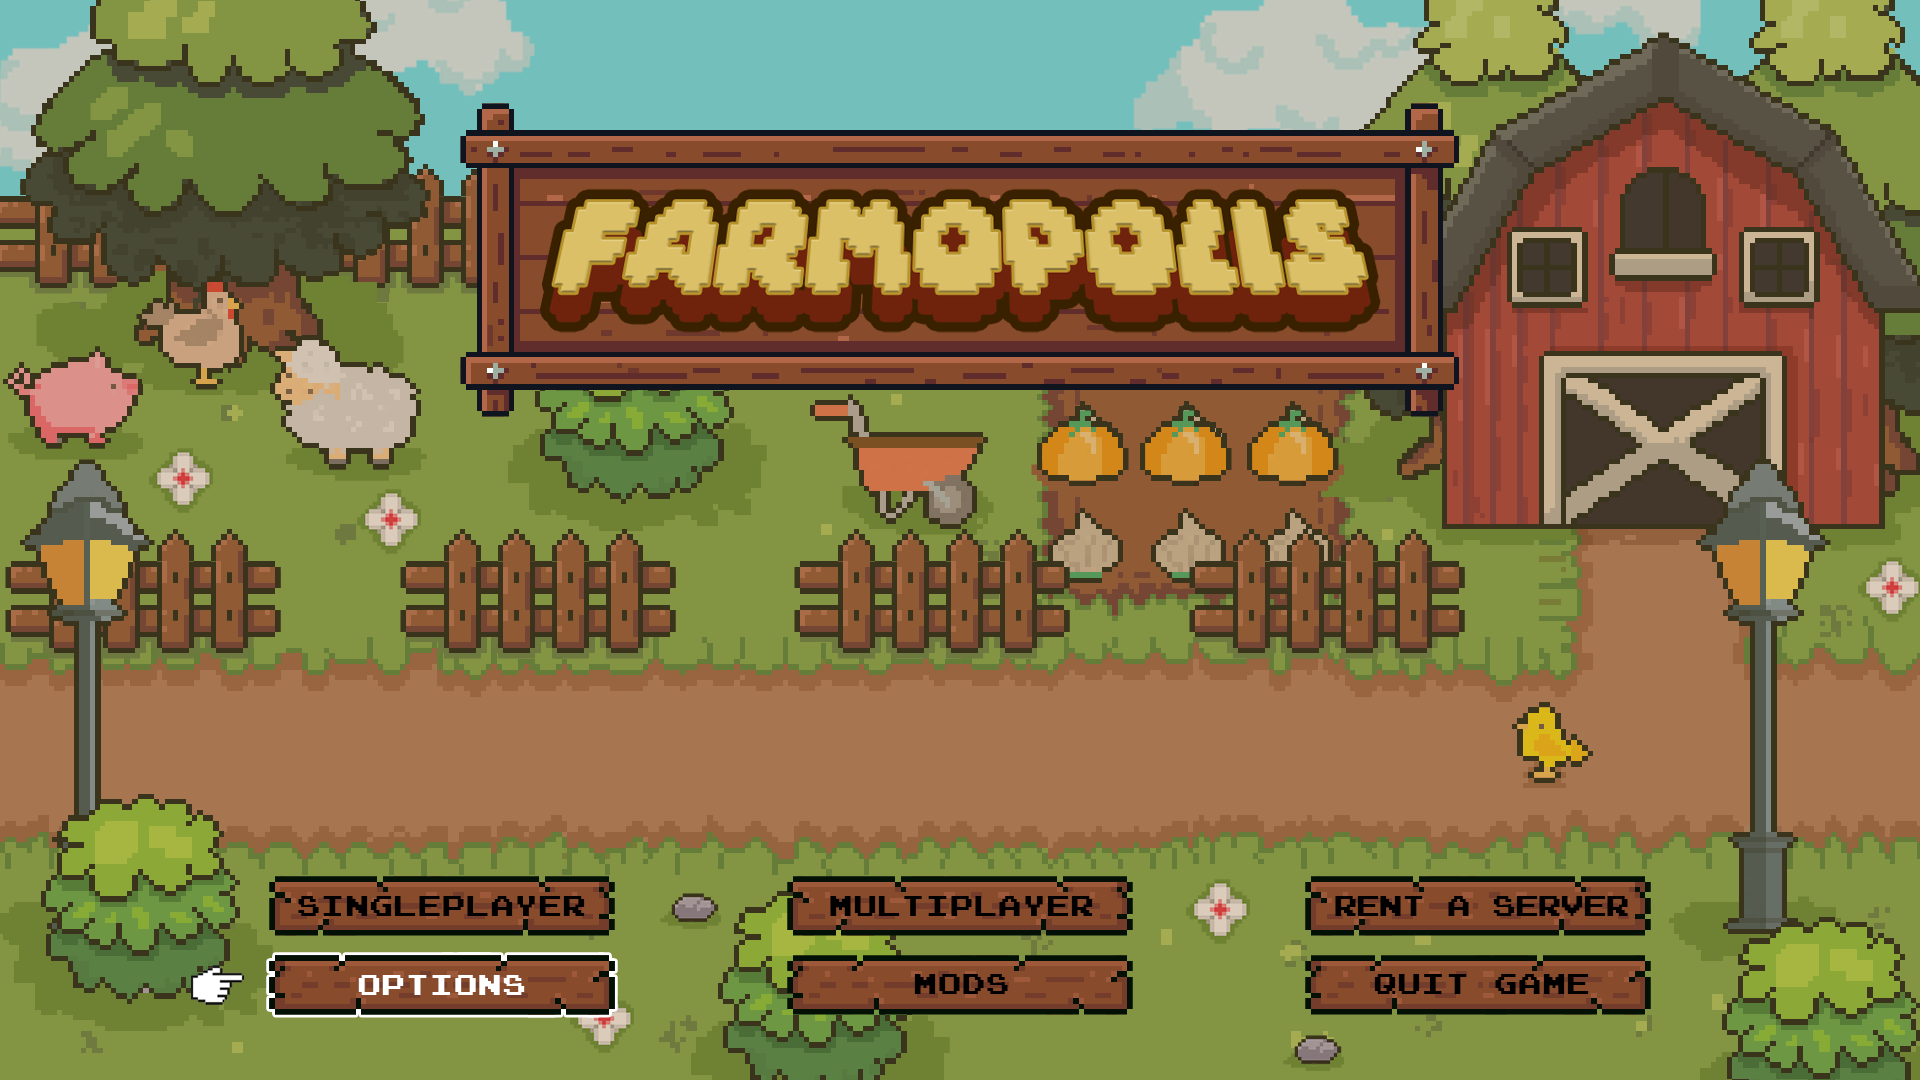 FARMOPOLIS
SINGLEPLAYER
MULTIPLAYER
RENT A SERVER
OPTIONS
MODS
QUIT GAME